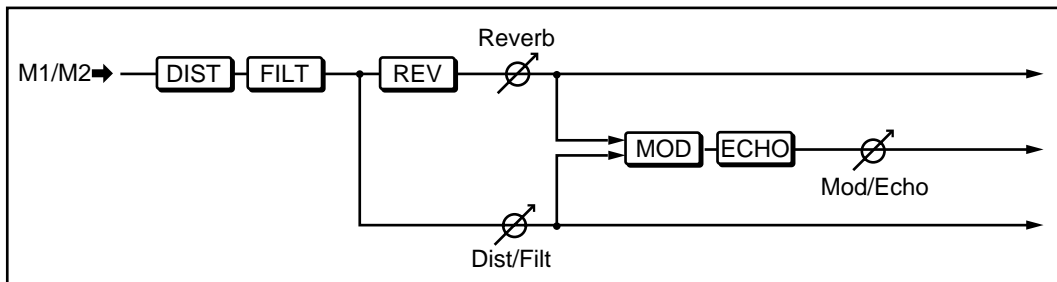 Reverb
M1/M2 DIST FILT REV
MOD ECHO
Mod/Echo
Dist/Filt